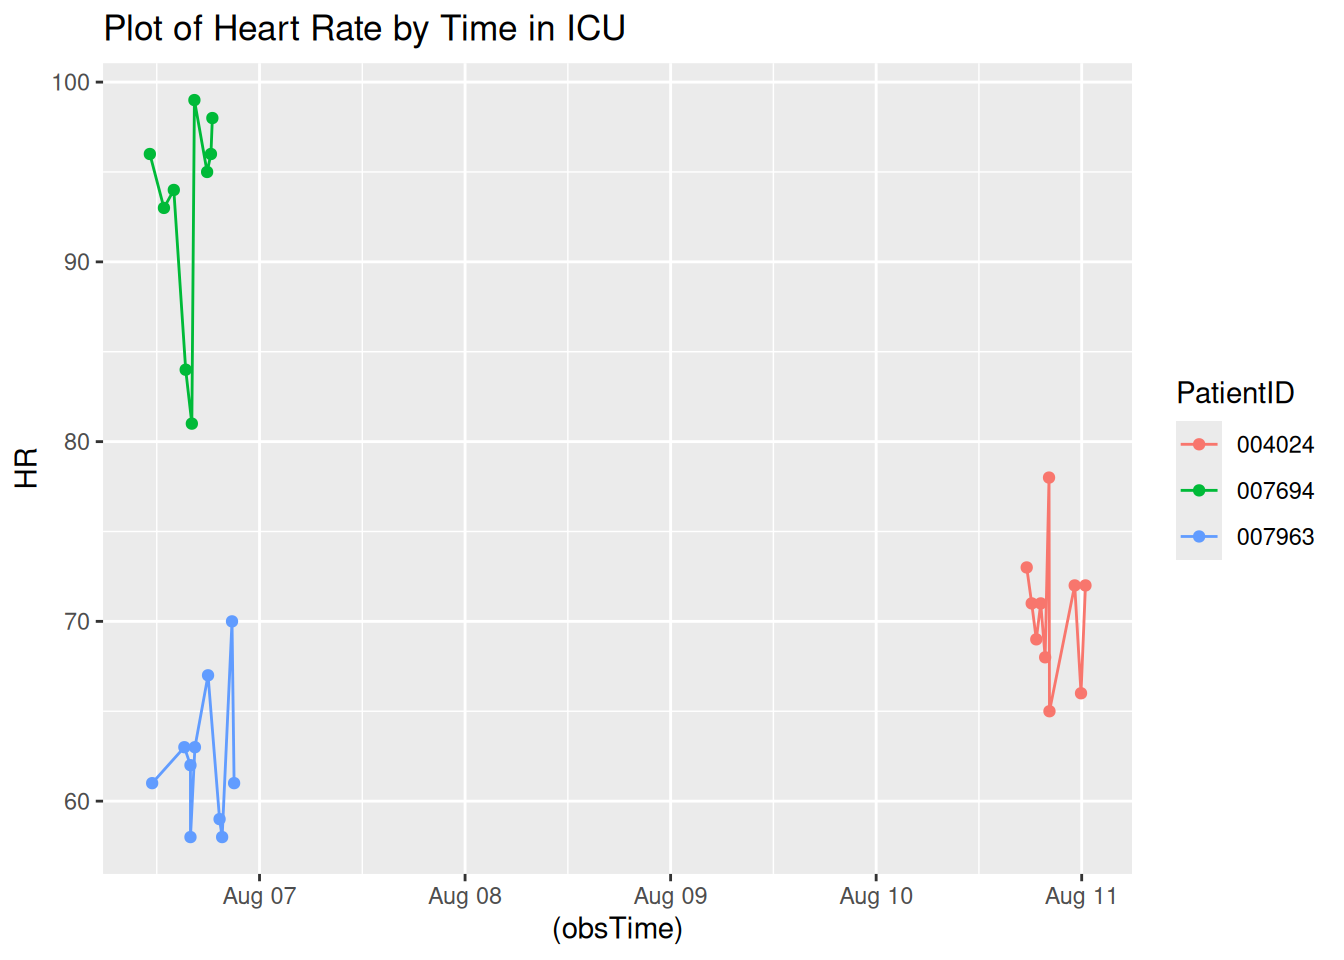 Plot of Heart Rate by Time in ICU
100
90
80
70
60
HR
Aug 07 Aug 08 Aug 09 Aug 10 Aug 11
(obsTime)
PatientID
004024
007694
007963